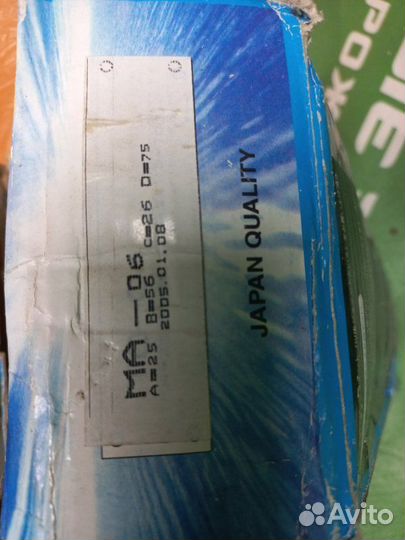 MA-06
A=25 B=56 C=26 D=75
2005.01.08
JAPAN QUALITY
Avito